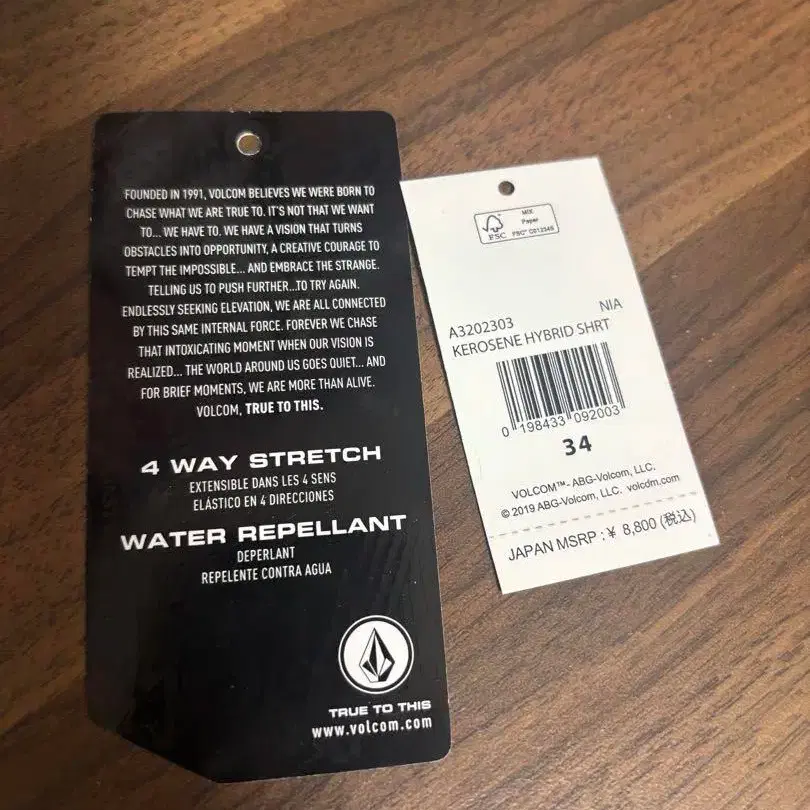 FOUNDED IN 1991, VOLCOM BELIEVES WE WERE BORN TO
CHASE WHAT WE ARE TRUE TO. IT'S NOT THAT WE WANT
TO... WE HAVE TO. WE HAVE A VISION THAT TURNS
OBSTACLES INTO OPPORTUNITY, A CREATIVE COURAGE TO
TEMPT THE IMPOSSIBLE... AND EMBRACE THE STRANGE.
TELLING US TO PUSH FURTHER...TO TRY AGAIN.
ENDLESSLY SEEKING ELEVATION, WE ARE ALL CONNECTED
BY THIS SAME INTERNAL FORCE. FOREVER WE CHASE
THAT INTOXICATING MOMENT WHEN OUR VISION IS
REALIZED... THE WORLD AROUND US GOES QUIET... AND
FOR BRIEF MOMENTS, WE ARE MORE THAN ALIVE.
VOLCOM, TRUE TO THIS.
4 WAY STRETCH
EXTENSIBLE DANS LES 4 SENS
ELÁSTICO EN 4 DIRECCIONES
WATER REPELLANT
DEPERLANT
REPELENTE CONTRA AGUA
TRUE TO THIS
www.volcom.com
FSC
MIX
Paper
FSC® C012345
A3202303 NIA
KEROSENE HYBRID SHRT
0 198433 092003
34
VOLCOM™- ABG-Volcom, LLC.
© 2019 ABG-Volcom, LLC. volcdm.com
JAPAN MSRP : ¥ 8,800 (税込)